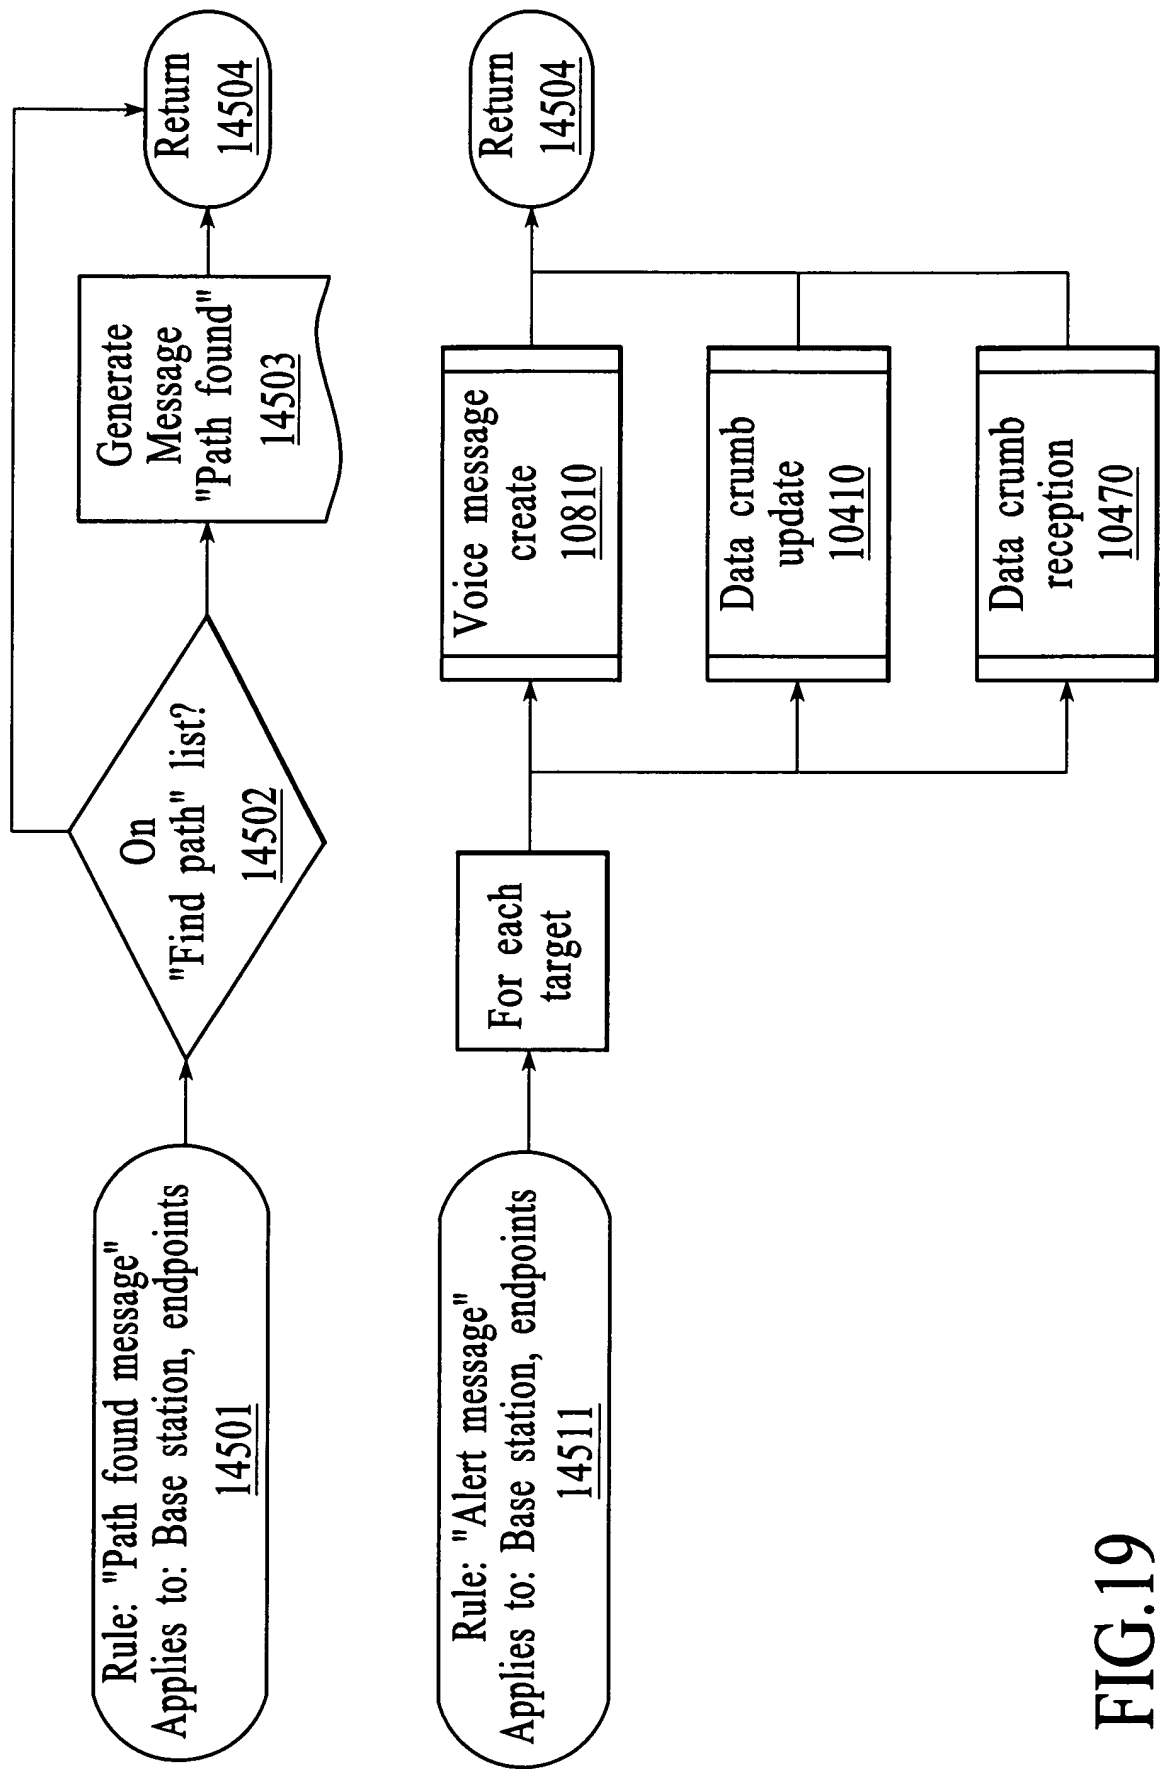 Rule: "Path found message"
Applies to: Base station, endpoints
14501
On
"Find path" list?
14502
Generate
Message
"Path found"
14503
Return
14504
Rule: "Alert message"
Applies to: Base station, endpoints
14511
For each
target
Voice message
create
10810
Data crumb
update
10410
Data crumb
reception
10470
Return
14504
FIG.19